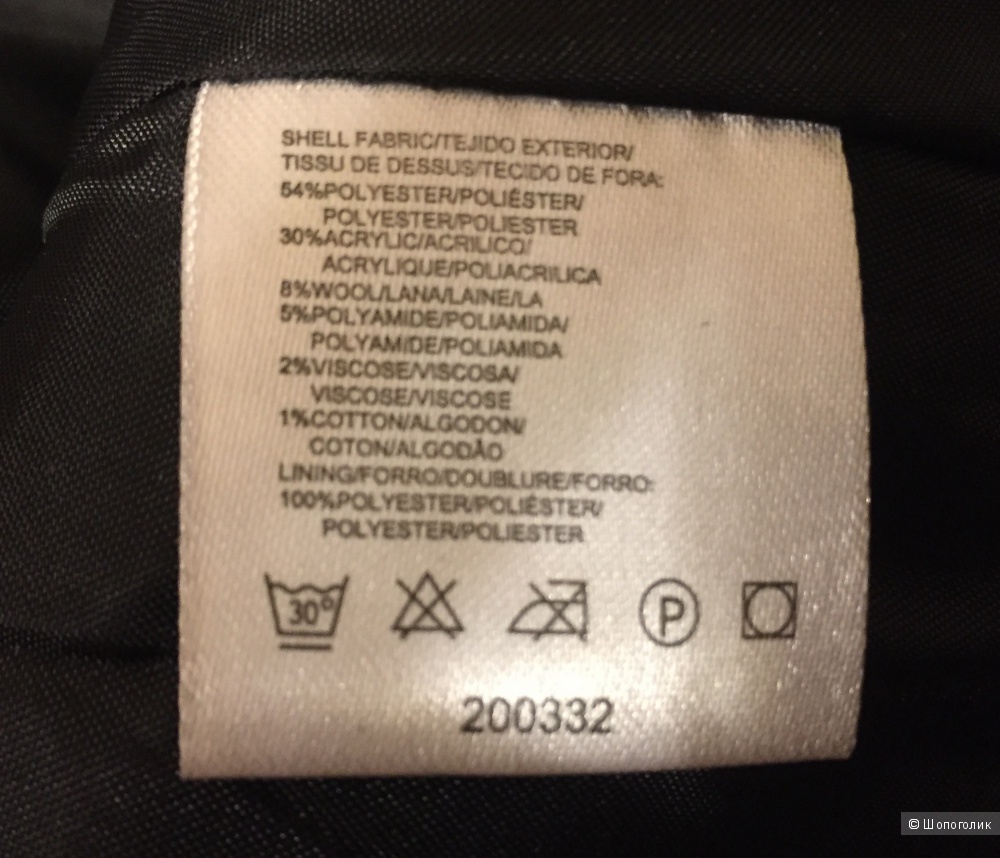 SHELL FABRIC/TEJIDO EXTERIOR/
TISSU DE DESSUS/TECIDO DE FORA:
54%POLYESTER/POLIÉSTER/
POLYESTER/POLIESTER
30%ACRYLIC/ACRILICO/
ACRYLIQUE/POLIACRILICA
8%WOOL/LANA/LAINE/LA
5%POLYAMIDE/POLIAMIDA/
POLYAMIDE/POLIAMIDA
2%VISCOSE/VISCOSA/
VISCOSE/VISCOSE
1%COTTON/ALGODON/
COTON/ALGODÃO
LINING/FORRO/DOUBLURE/FORRO:
100%POLYESTER/POLIÉSTER/
POLYESTER/POLIESTER
30° P
200332
© Шопоголик